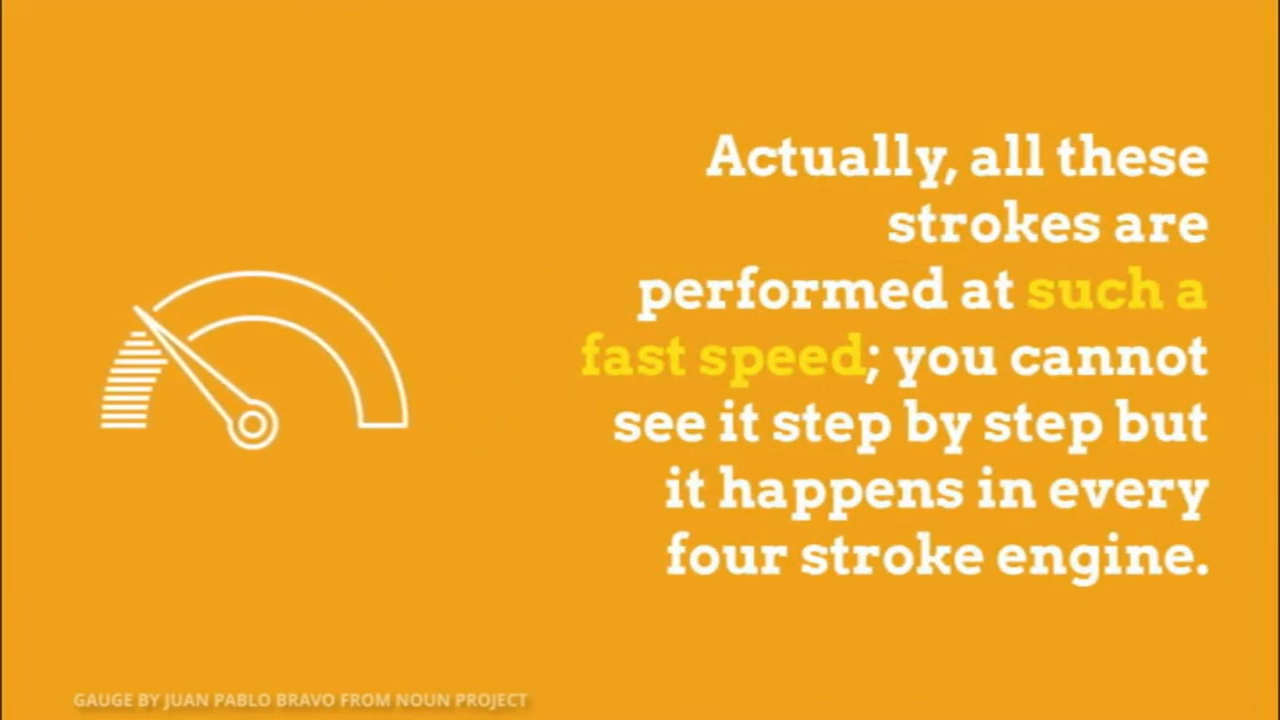 Actually, all these
strokes are
performed at such a
fast speed; you cannot
see it step by step but
it happens in every
four stroke engine.
GAUGE BY JUAN PABLO BRAVO FROM NOUN PROJECT